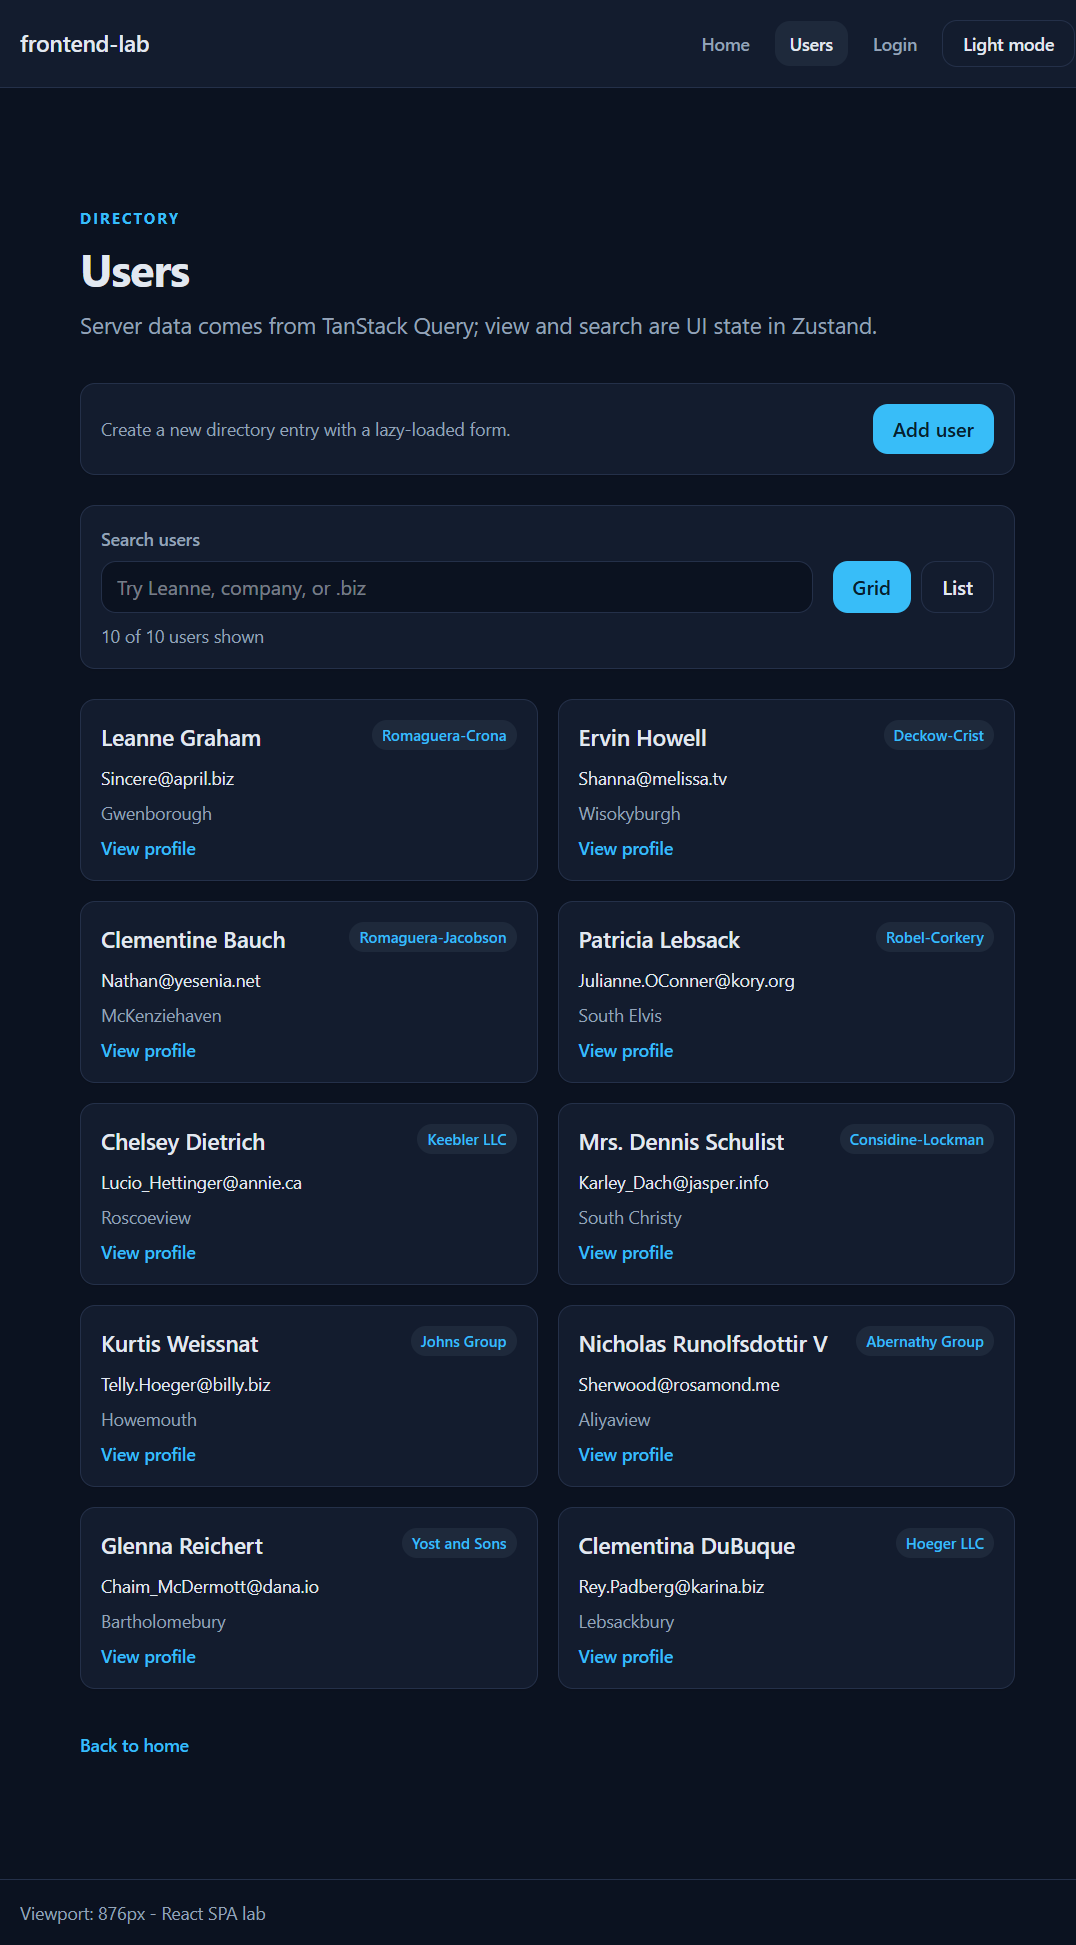 frontend-lab
Home
Users
Login
Light mode
DIRECTORY
Users
Server data comes from TanStack Query; view and search are UI state in Zustand.
Create a new directory entry with a lazy-loaded form.
Add user
Search users
Try Leanne, company, or .biz
Grid
List
10 of 10 users shown
Leanne Graham
Romaguera-Crona
Sincere@april.biz
Gwenborough
View profile
Ervin Howell
Deckow-Crist
Shanna@melissa.tv
Wisokyburgh
View profile
Clementine Bauch
Romaguera-Jacobson
Nathan@yesenia.net
McKenziehaven
View profile
Patricia Lebsack
Robel-Corkery
Julianne.OConner@kory.org
South Elvis
View profile
Chelsey Dietrich
Keebler LLC
Lucio_Hettinger@annie.ca
Roscoeview
View profile
Mrs. Dennis Schulist
Considine-Lockman
Karley_Dach@jasper.info
South Christy
View profile
Kurtis Weissnat
Johns Group
Telly.Hoeger@billy.biz
Howemouth
View profile
Nicholas Runolfsdottir V
Abernathy Group
Sherwood@rosamond.me
Aliyaview
View profile
Glenna Reichert
Yost and Sons
Chaim_McDermott@dana.io
Bartholomebury
View profile
Clementina DuBuque
Hoeger LLC
Rey.Padberg@karina.biz
Lebsackbury
View profile
Back to home
Viewport: 876px - React SPA lab